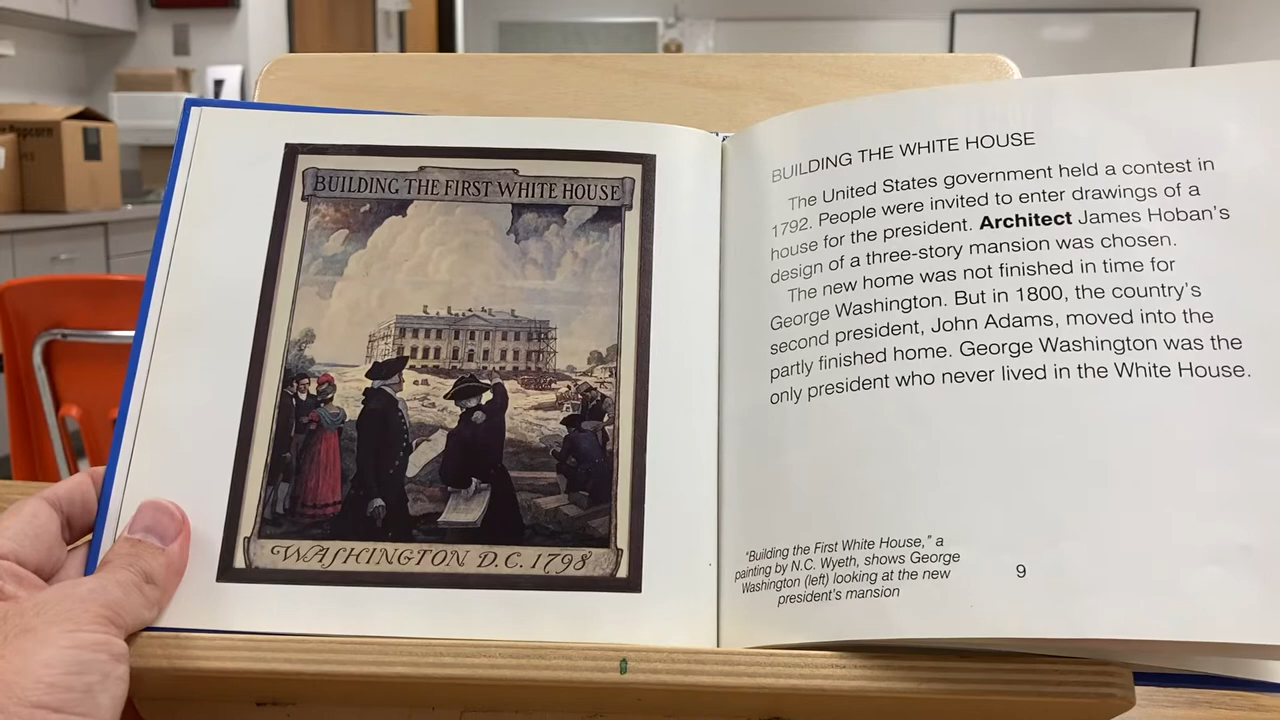 Popcorn
BUILDING THE FIRST WHITE HOUSE
WASHINGTON D.C. 1798
BUILDING THE WHITE HOUSE
The United States government held a contest in
1792. People were invited to enter drawings of a
house for the president. Architect James Hoban's
design of a three-story mansion was chosen.
The new home was not finished in time for
George Washington. But in 1800, the country's
second president, John Adams, moved into the
partly finished home. George Washington was the
only president who never lived in the White House.
"Building the First White House," a
painting by N.C. Wyeth, shows George
Washington (left) looking at the new
president's mansion
9